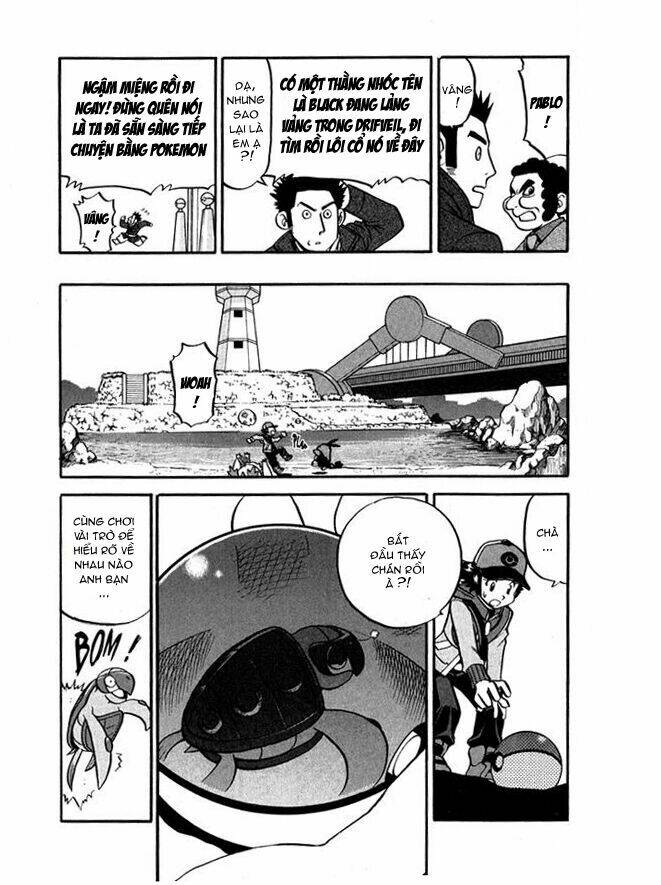 PABLO
!
VÂNG
!
CÓ MỘT THẰNG NHÓC TÊN
LÀ BLACK ĐANG LẢNG
VẢNG TRONG DRIFVEIL, ĐI
TÌM RỒI LÔI CỔ NÓ VỀ ĐÂY
DẠ,
NHƯNG
SAO
LẠI LÀ
EM Ạ
?!
NGẬM MIỆNG RỒI ĐI
NGAY! ĐỪNG QUÊN NÓI
LÀ TA ĐÃ SẴN SÀNG TIẾP
CHUYỆN BẰNG POKEMON
VÂNG
!
WOAH!
CHÀ
...
BẮT
ĐẦU THẤY
CHÁN RỒI
À ?!
CÙNG CHƠI
VÀI TRÒ ĐỂ
HIỂU RÕ VỀ
NHAU NÀO
ANH BẠN
...
BOM!